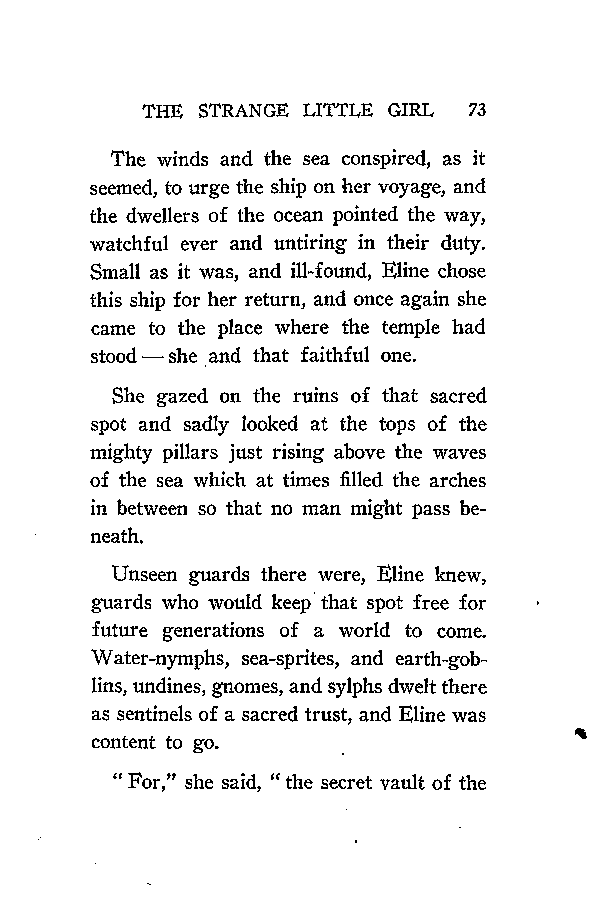 THE STRANGE LITTLE GIRL 73
The winds and the sea conspired, as it
seemed, to urge the ship on her voyage, and
the dwellers of the ocean pointed the way,
watchful ever and untiring in their duty.
Small as it was, and ill-found, Eline chose
this ship for her return, and once again she
came to the place where the temple had
stood — she and that faithful one.
She gazed on the ruins of that sacred
spot and sadly looked at the tops of the
mighty pillars just rising above the waves
of the sea which at times filled the arches
in between so that no man might pass be-
neath.
Unseen guards there were, Eline knew,
guards who would keep that spot free for
future generations of a world to come.
Water-nymphs, sea-sprites, and earth-gob-
lins, undines, gnomes, and sylphs dwelt there
as sentinels of a sacred trust, and Eline was
content to go.
“ For,” she said, “ the secret vault of the